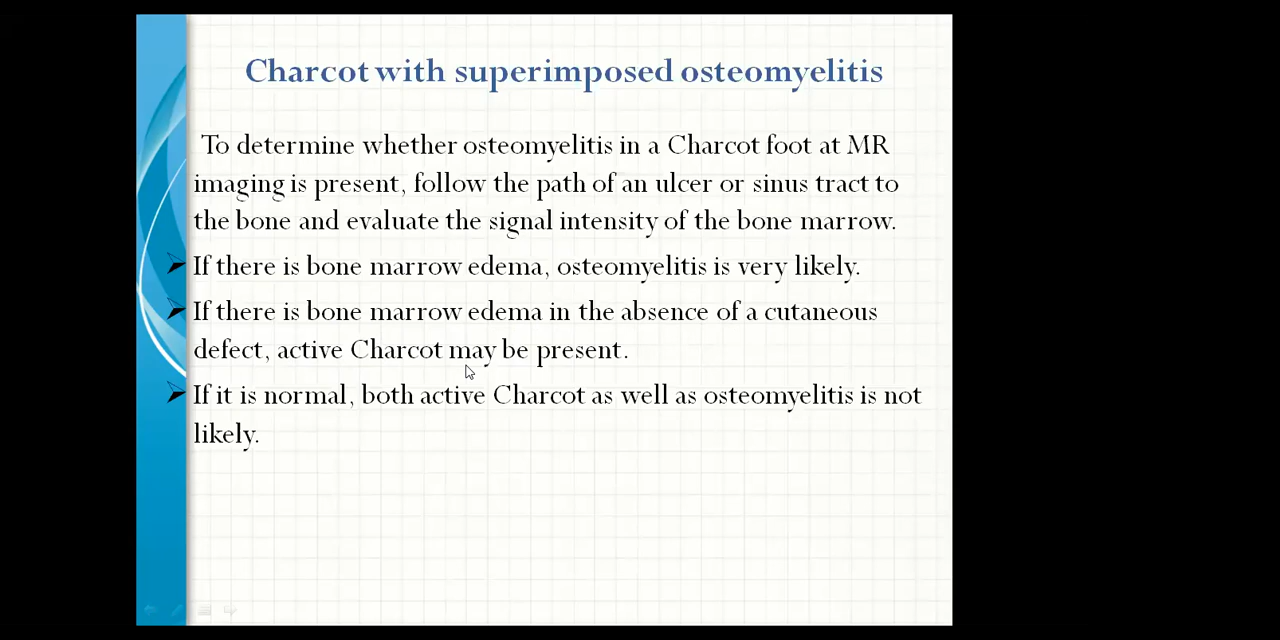 Charcot with superimposed osteomyelitis
To determine whether osteomyelitis in a Charcot foot at MR
imaging is present, follow the path of an ulcer or sinus tract to
the bone and evaluate the signal intensity of the bone marrow.
If there is bone marrow edema, osteomyelitis is very likely.
If there is bone marrow edema in the absence of a cutaneous
defect, active Charcot may be present.
If it is normal, both active Charcot as well as osteomyelitis is not
likely.